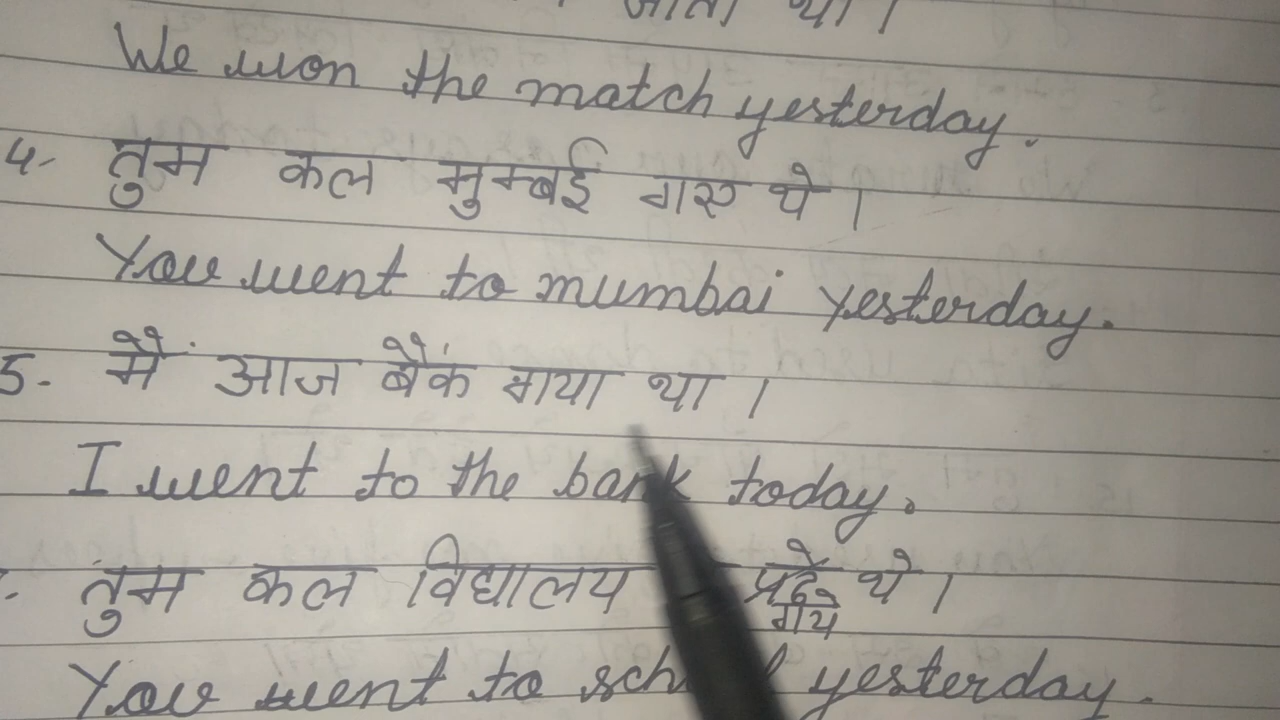 जाता था।
We won the match yesterday.
4- तुम कल मुम्बई गए थे।
You went to mumbai yesterday.
5- मैं आज बैंक गया था।
I went to the bank today.
तुम कल विद्यालय थे।
गये
You went to yesterday.